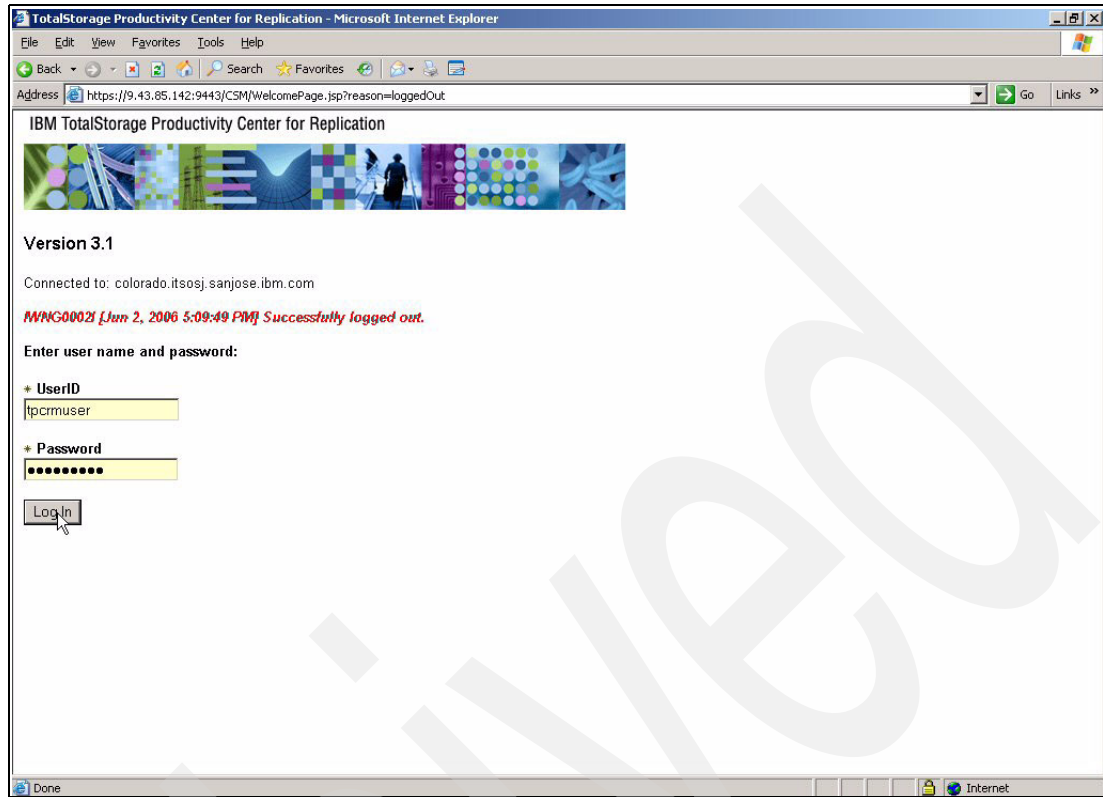 TotalStorage Productivity Center for Replication - Microsoft Internet Explorer
File Edit View Favorites Tools Help
Back Search Favorites
Address https://9.43.85.142:9443/CSM/WelcomePage.jsp?reason=loggedOut Go Links »
IBM TotalStorage Productivity Center for Replication
Version 3.1
Connected to: colorado.itsosj.sanjose.ibm.com
IWNG0002I [Jun 2, 2006 5:09:49 PM] Successfully logged out.
Enter user name and password:
* UserID
tpcrmuser
* Password
●●●●●●●●●
Log In
Done Internet